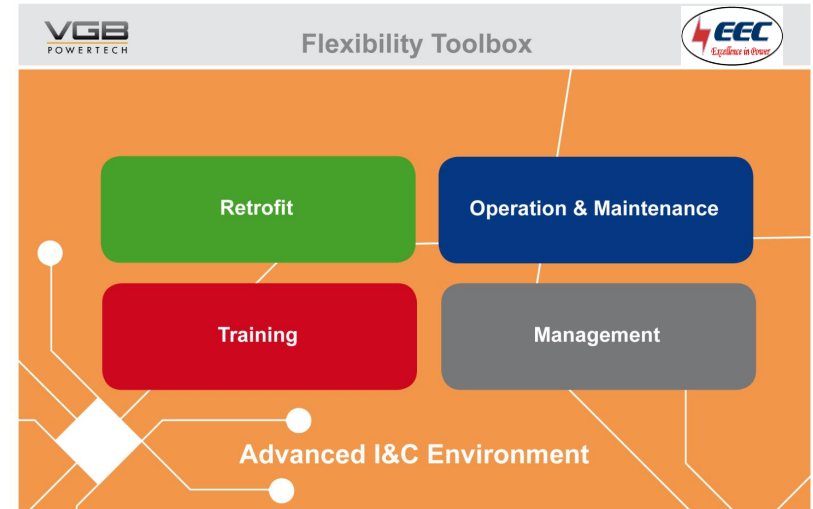 VGB
POWERTECH
Flexibility Toolbox
EEC
Excellence in Power
Retrofit
Operation & Maintenance
Training
Management
Advanced I&C Environment